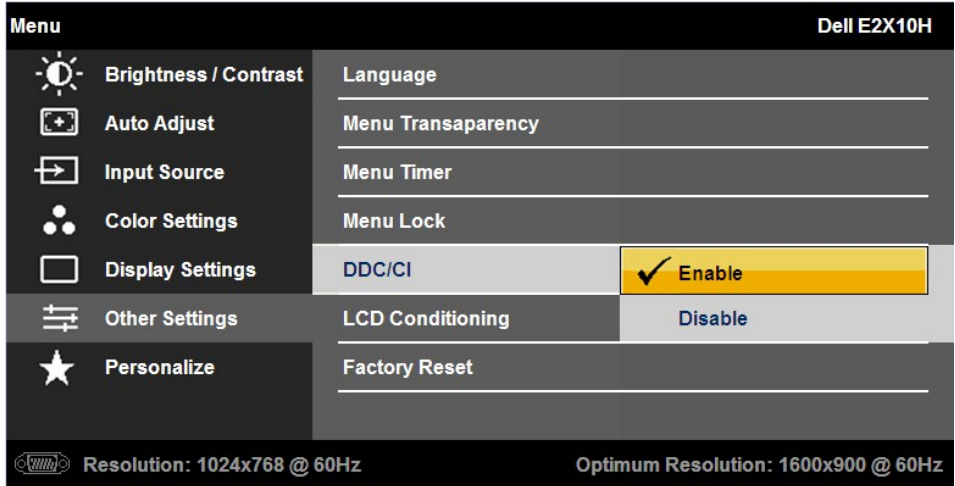 Menu Dell E2X10H
Brightness / Contrast Language
Auto Adjust Menu Transaparency
Input Source Menu Timer
Color Settings Menu Lock
Display Settings DDC/CI Enable
Other Settings LCD Conditioning Disable
Personalize Factory Reset
Resolution: 1024x768 @ 60Hz Optimum Resolution: 1600x900 @ 60Hz